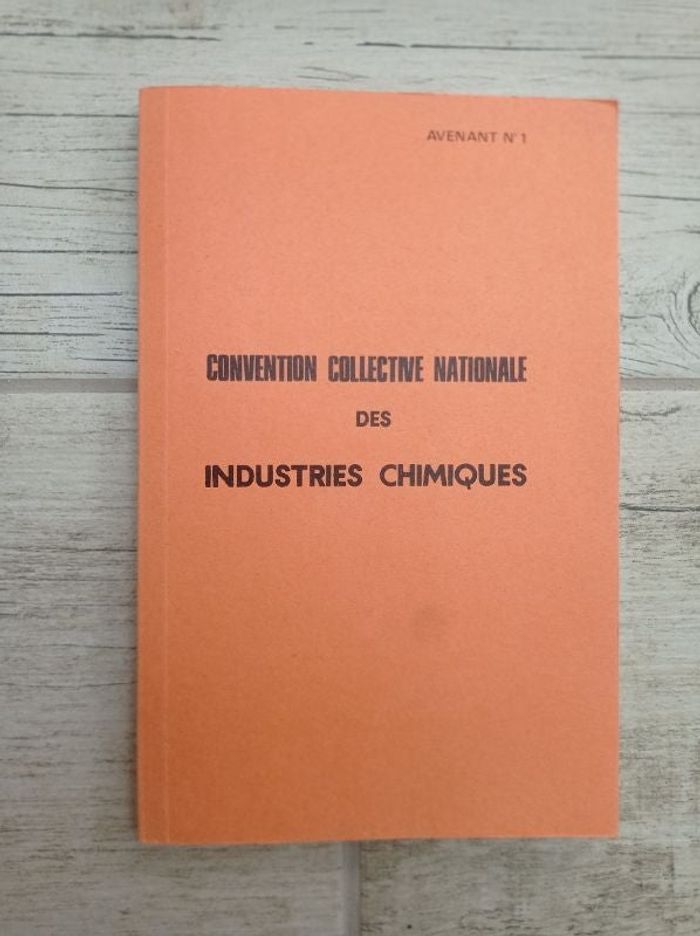 AVENANT N°1
CONVENTION COLLECTIVE NATIONALE
DES
INDUSTRIES CHIMIQUES